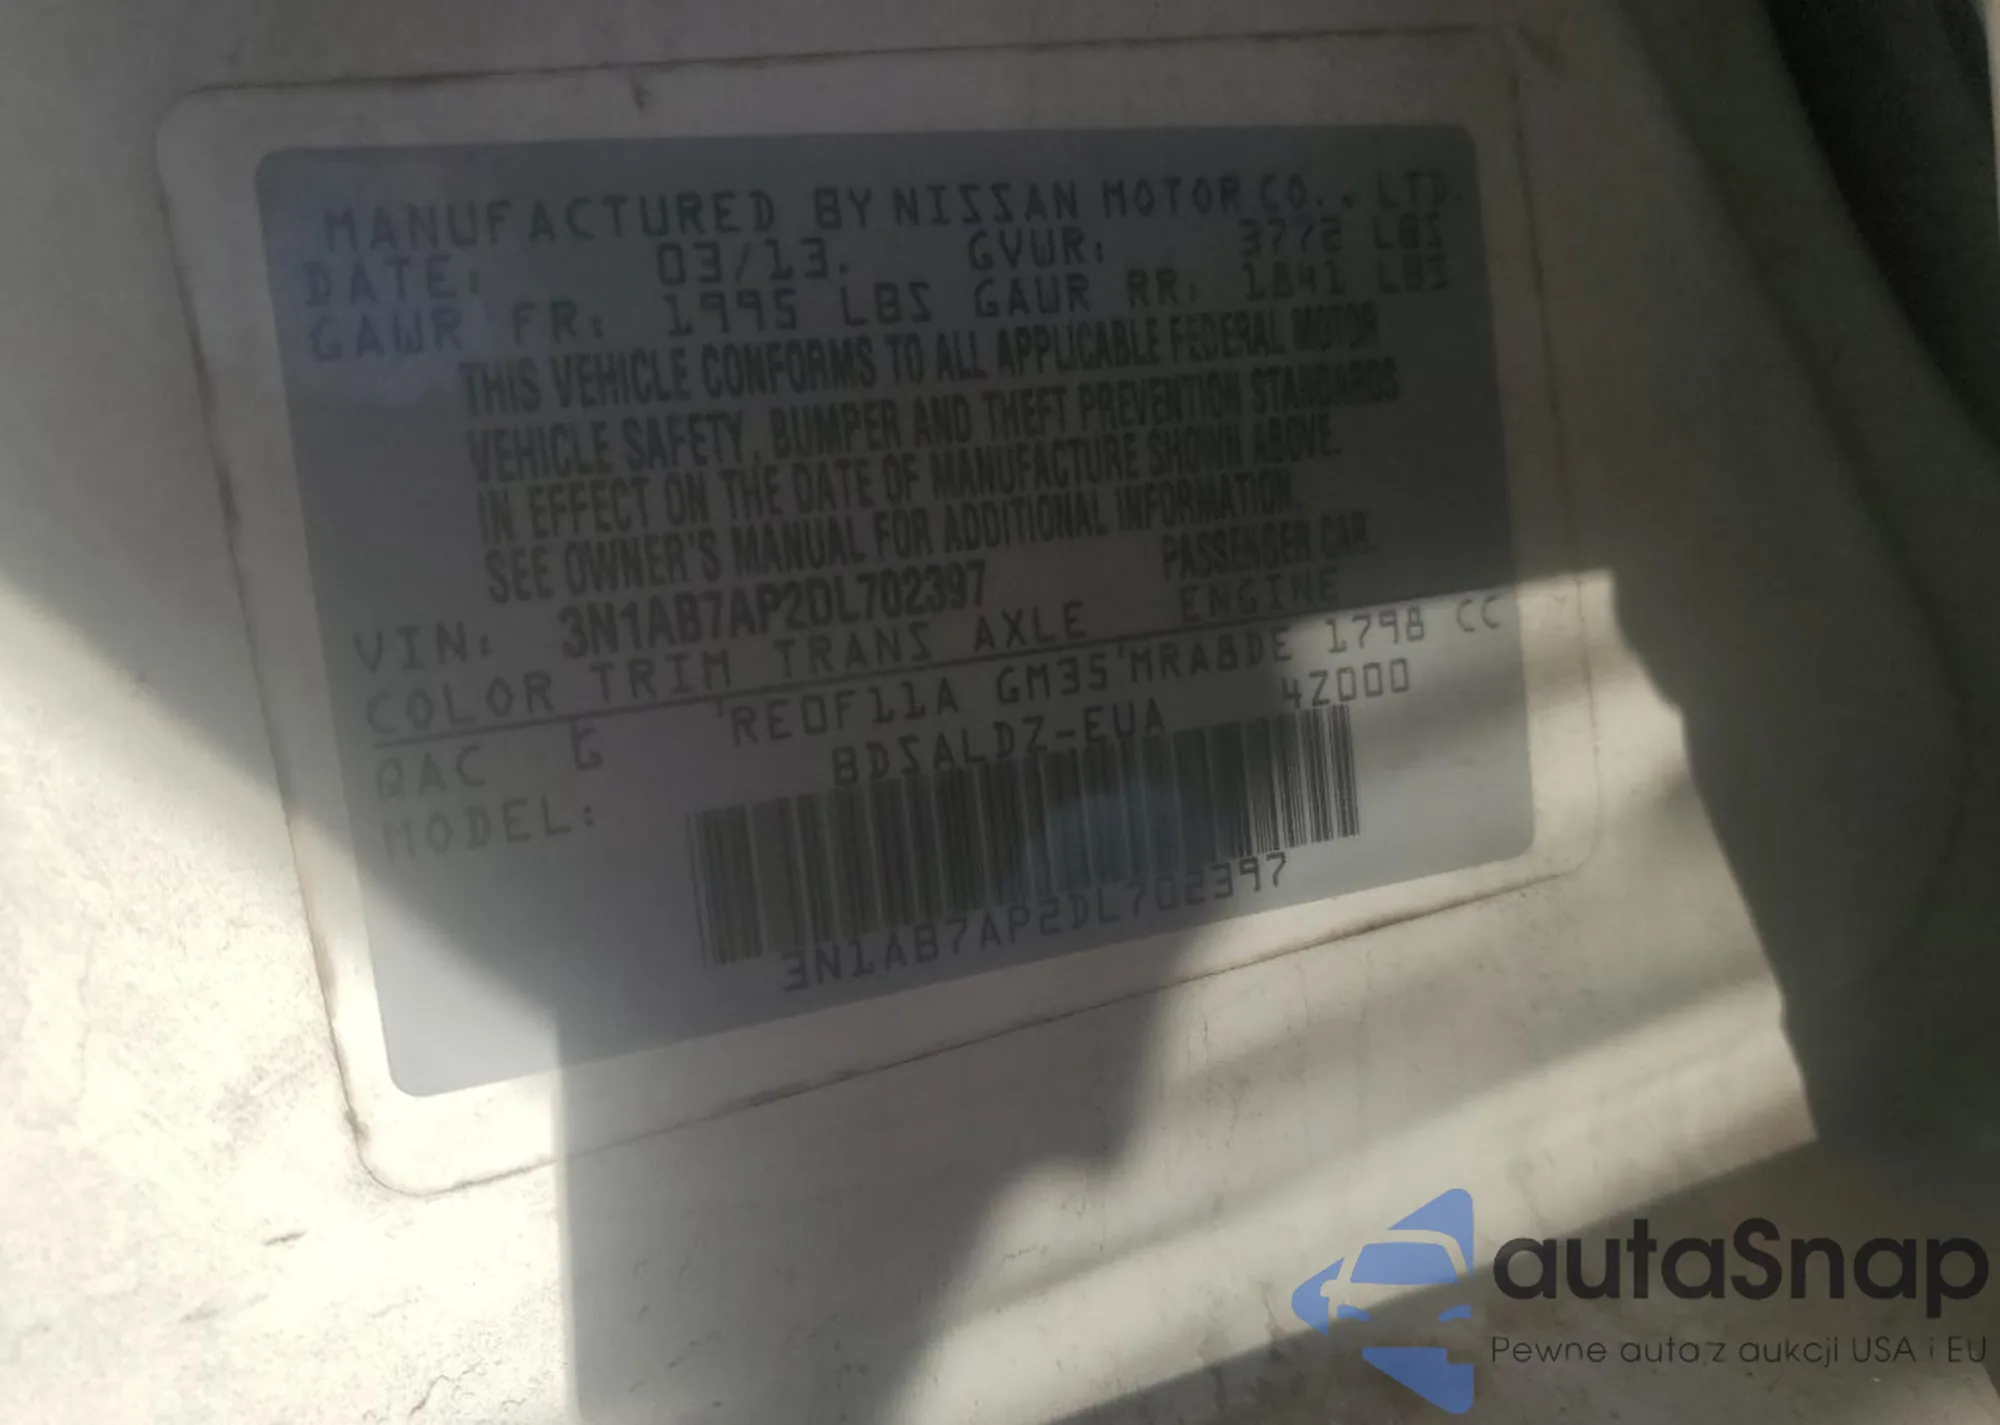 MANUFACTURED BY NISSAN MOTOR CO., LTD.
DATE: 03/13. GVWR: 3772 LBS
GAWR FR: 1995 LBS GAWR RR: 1841 LBS
THIS VEHICLE CONFORMS TO ALL APPLICABLE FEDERAL MOTOR
VEHICLE SAFETY, BUMPER AND THEFT PREVENTION STANDARDS
IN EFFECT ON THE DATE OF MANUFACTURE SHOWN ABOVE.
SEE OWNER'S MANUAL FOR ADDITIONAL INFORMATION.
VIN: 3N1AB7AP2DL702397 PASSENGER CAR.
COLOR TRIM TRANS AXLE ENGINE
QAC G RE0F11A GM35 MRA8DE 1798 CC
MODEL: BDSALDZ-EUA 4Z000
3N1AB7AP2DL702397
autaSnap
Pewne auta z aukcji USA i EU